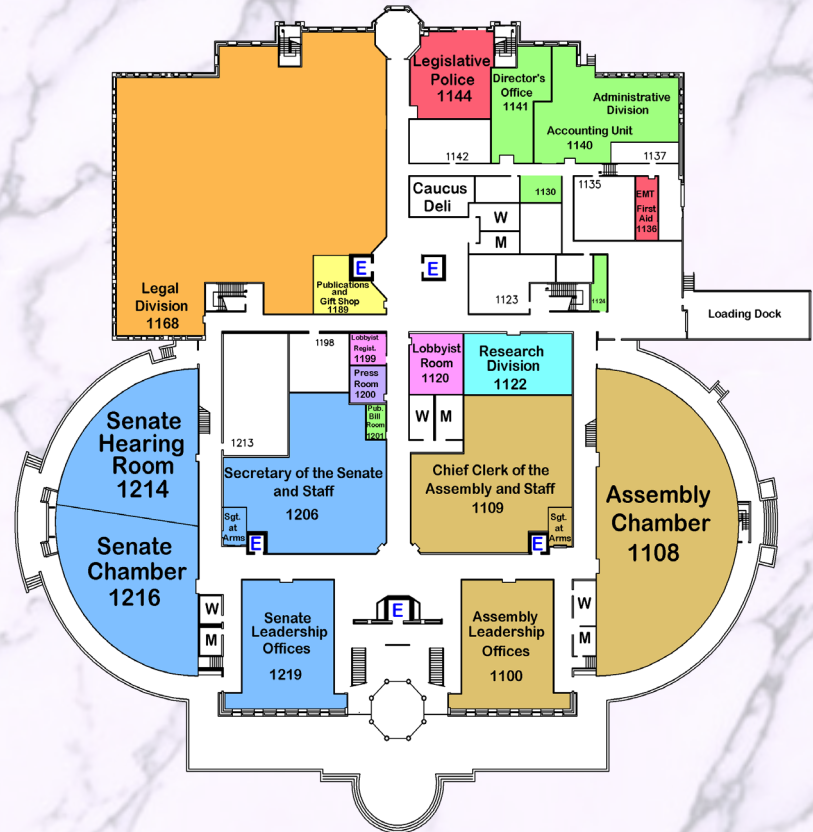 Legislative
Police
1144
Director's
Office
1141
Administrative
Division
Accounting Unit
1140
1142
1137
Caucus
Deli
1130
1135
EMT
First
Aid
1136
W
M
E
E
Legal
Division
1168
Publications
and
Gift Shop
1189
1123
1124
Loading Dock
1198
Lobbyist
Regist.
1199
Lobbyist
Room
1120
Research
Division
1122
Press
Room
1200
Pub.
Bill
Room
1201
W
M
1213
Senate
Hearing
Room
1214
Secretary of the Senate
and Staff
1206
Chief Clerk of the
Assembly and Staff
1109
Assembly
Chamber
1108
Sgt.
at
Arms
E
Sgt.
at
Arms
E
Senate
Chamber
1216
W
M
Senate
Leadership
Offices
1219
E
Assembly
Leadership
Offices
1100
W
M